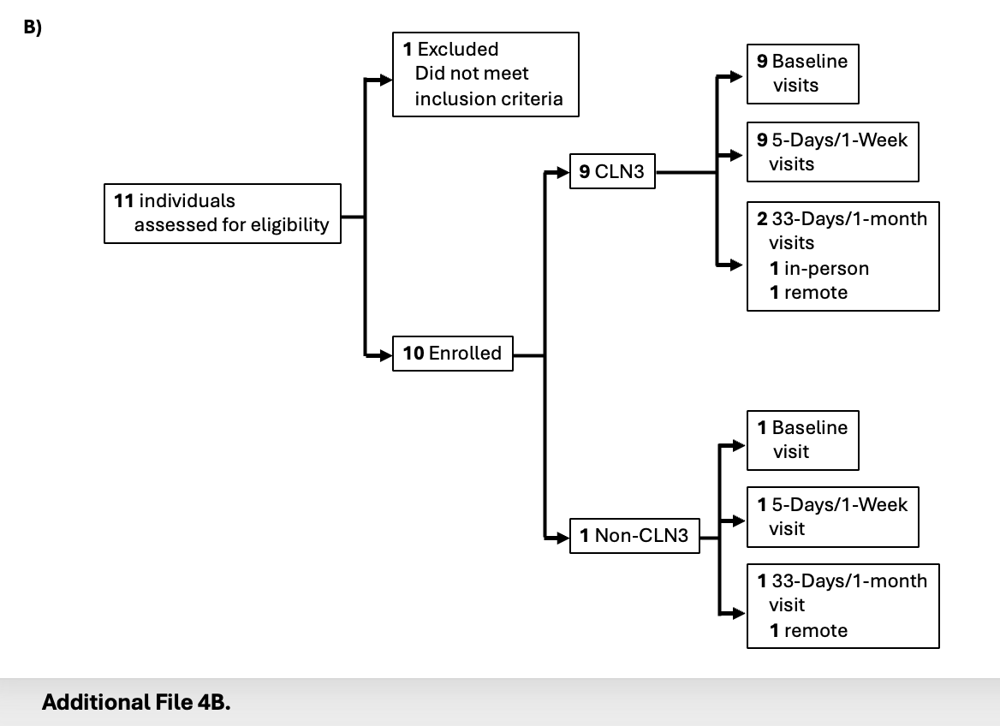 B)
1 Excluded
Did not meet
inclusion criteria
11 individuals
assessed for eligibility
10 Enrolled
9 CLN3
9 Baseline
visits
9 5-Days/1-Week
visits
2 33-Days/1-month
visits
1 in-person
1 remote
1 Non-CLN3
1 Baseline
visit
1 5-Days/1-Week
visit
1 33-Days/1-month
visit
1 remote
Additional File 4B.